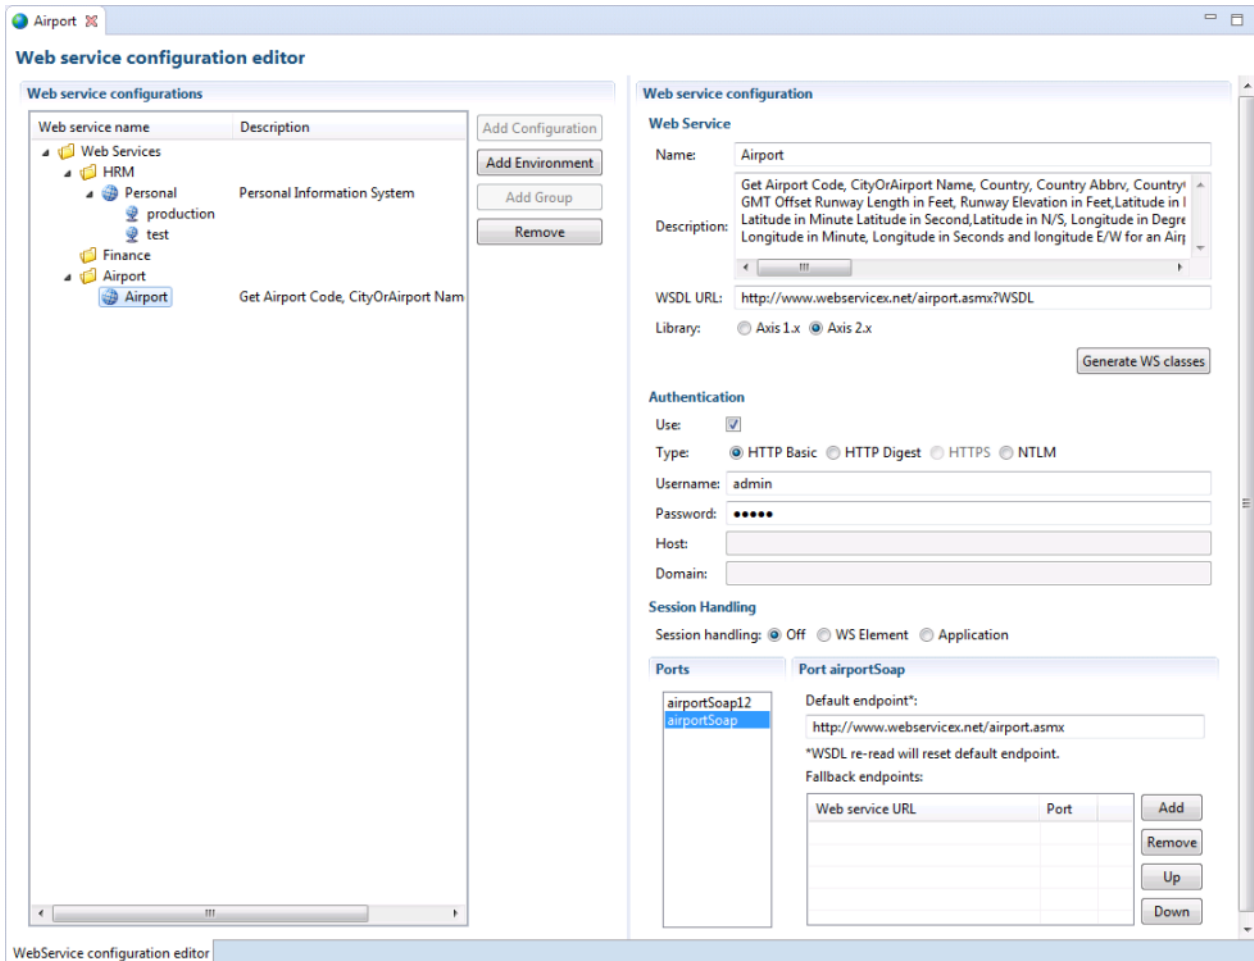 Airport
Web service configuration editor
Web service configurations
Web service name Description
Web Services
HRM
Personal Personal Information System
production
test
Finance
Airport
Airport Get Airport Code, CityOrAirport Nam
Add Configuration
Add Environment
Add Group
Remove
Web service configuration
Web Service
Name: Airport
Description:
Get Airport Code, CityOrAirport Name, Country, Country Abbrv, Country
GMT Offset Runway Length in Feet, Runway Elevation in Feet,Latitude in
Latitude in Minute Latitude in Second,Latitude in N/S, Longitude in Degre
Longitude in Minute, Longitude in Seconds and longitude E/W for an Air
WSDL URL: http://www.webservicex.net/airport.asmx?WSDL
Library: Axis 1.x Axis 2.x
Generate WS classes
Authentication
Use:
Type: HTTP Basic HTTP Digest HTTPS NTLM
Username: admin
Password: •••••
Host:
Domain:
Session Handling
Session handling: Off WS Element Application
Ports
airportSoap12
airportSoap
Port airportSoap
Default endpoint*:
http://www.webservicex.net/airport.asmx
*WSDL re-read will reset default endpoint.
Fallback endpoints:
Web service URL Port
Add
Remove
Up
Down
WebService configuration editor